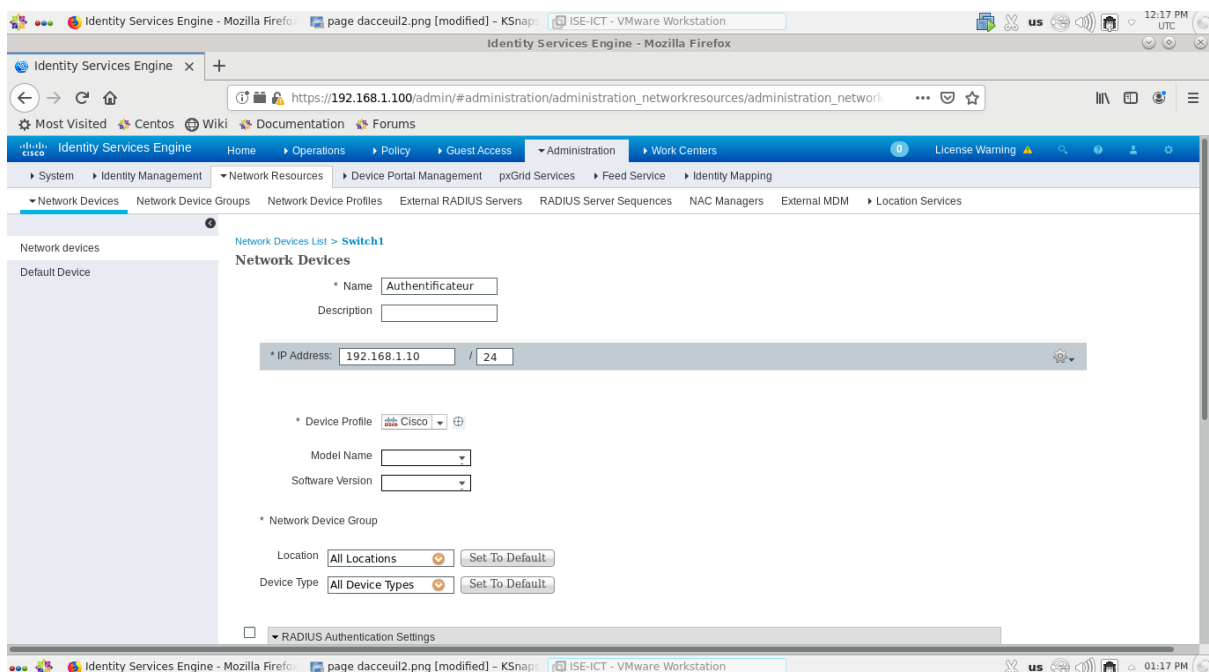 Identity Services Engine - Mozilla Firefo page dacceuil2.png [modified] – KSnap ISE-ICT - VMware Workstation us 12:17 PM
UTC
Identity Services Engine - Mozilla Firefox
Identity Services Engine × +
https://192.168.1.100/admin/#administration/administration_networkresources/administration_network
Most Visited Centos Wiki Documentation Forums
CISCO Identity Services Engine Home Operations Policy Guest Access Administration Work Centers 0 License Warning
System Identity Management Network Resources Device Portal Management pxGrid Services Feed Service Identity Mapping
Network Devices Network Device Groups Network Device Profiles External RADIUS Servers RADIUS Server Sequences NAC Managers External MDM Location Services
Network devices
Default Device
Network Devices List > Switch1
Network Devices
* Name Authentificateur
Description
* IP Address: 192.168.1.10 / 24
* Device Profile Cisco
Model Name
Software Version
* Network Device Group
Location All Locations Set To Default
Device Type All Device Types Set To Default
RADIUS Authentication Settings
Identity Services Engine - Mozilla Firefo page dacceuil2.png [modified] – KSnap ISE-ICT - VMware Workstation us 01:17 PM